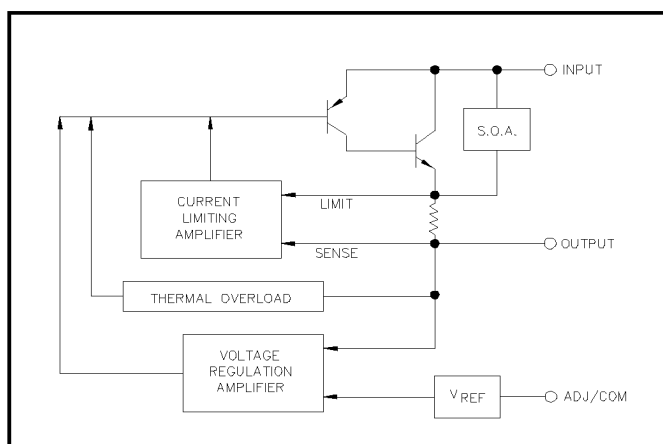 INPUT
S.O.A.
CURRENT
LIMITING
AMPLIFIER
LIMIT
SENSE
OUTPUT
THERMAL OVERLOAD
VOLTAGE
REGULATION
AMPLIFIER
VREF
ADJ/COM